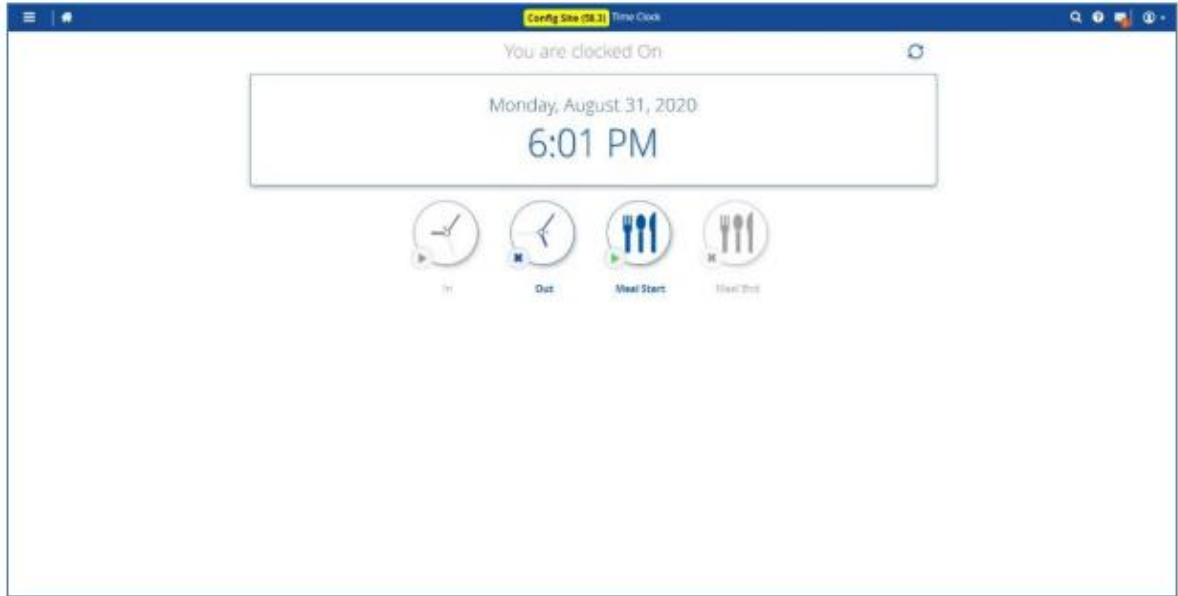 Config Site (58.3) Time Clock
You are clocked On
Monday, August 31, 2020
6:01 PM
In Out Meal Start Meal End